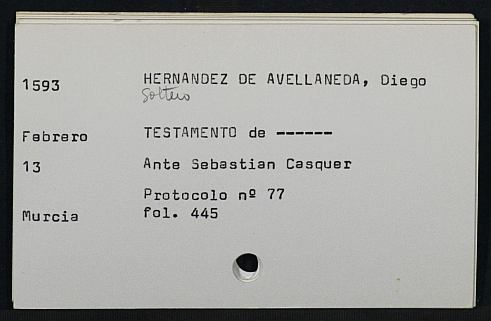 1593 HERNANDEZ DE AVELLANEDA, Diego
Soltero
Febrero TESTAMENTO de ------
13 Ante Sebastian Casquer
Protocolo nº 77
Murcia fol. 445